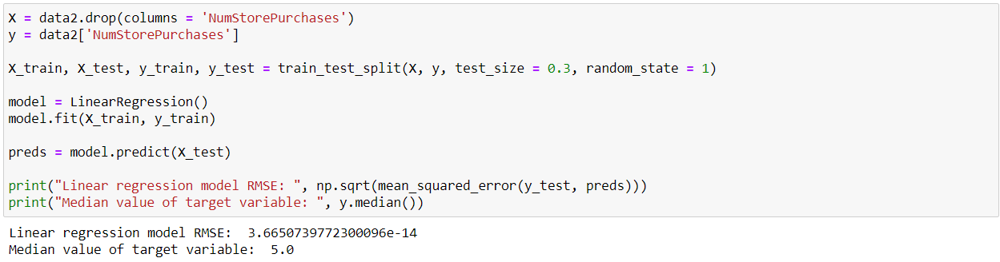 X = data2.drop(columns = 'NumStorePurchases')
y = data2['NumStorePurchases']
X_train, X_test, y_train, y_test = train_test_split(X, y, test_size = 0.3, random_state = 1)
model = LinearRegression()
model.fit(X_train, y_train)
preds = model.predict(X_test)
print("Linear regression model RMSE: ", np.sqrt(mean_squared_error(y_test, preds)))
print("Median value of target variable: ", y.median())
Linear regression model RMSE:  3.6650739772300096e-14
Median value of target variable:  5.0